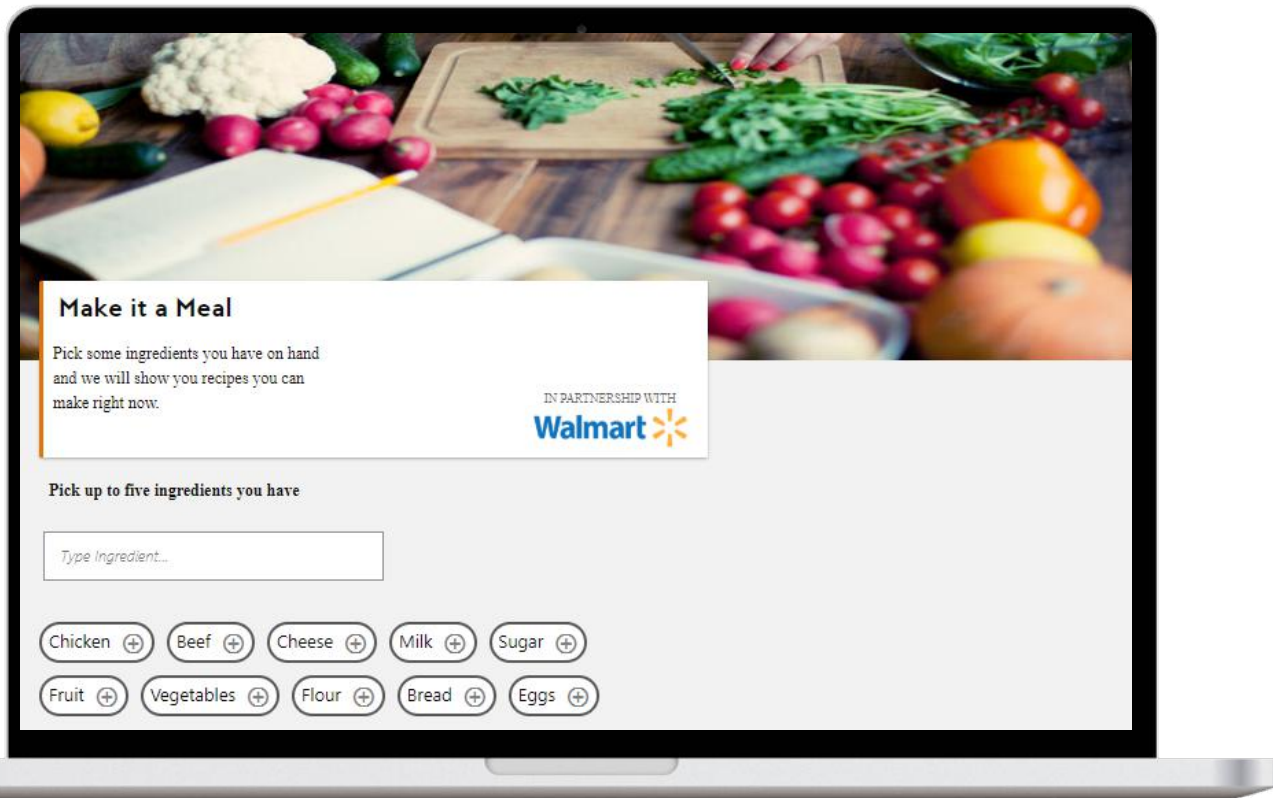 Make it a Meal
Pick some ingredients you have on hand
and we will show you recipes you can
make right now.
IN PARTNERSHIP WITH
Walmart
Pick up to five ingredients you have
Type Ingredient...
Chicken Beef Cheese Milk Sugar
Fruit Vegetables Flour Bread Eggs